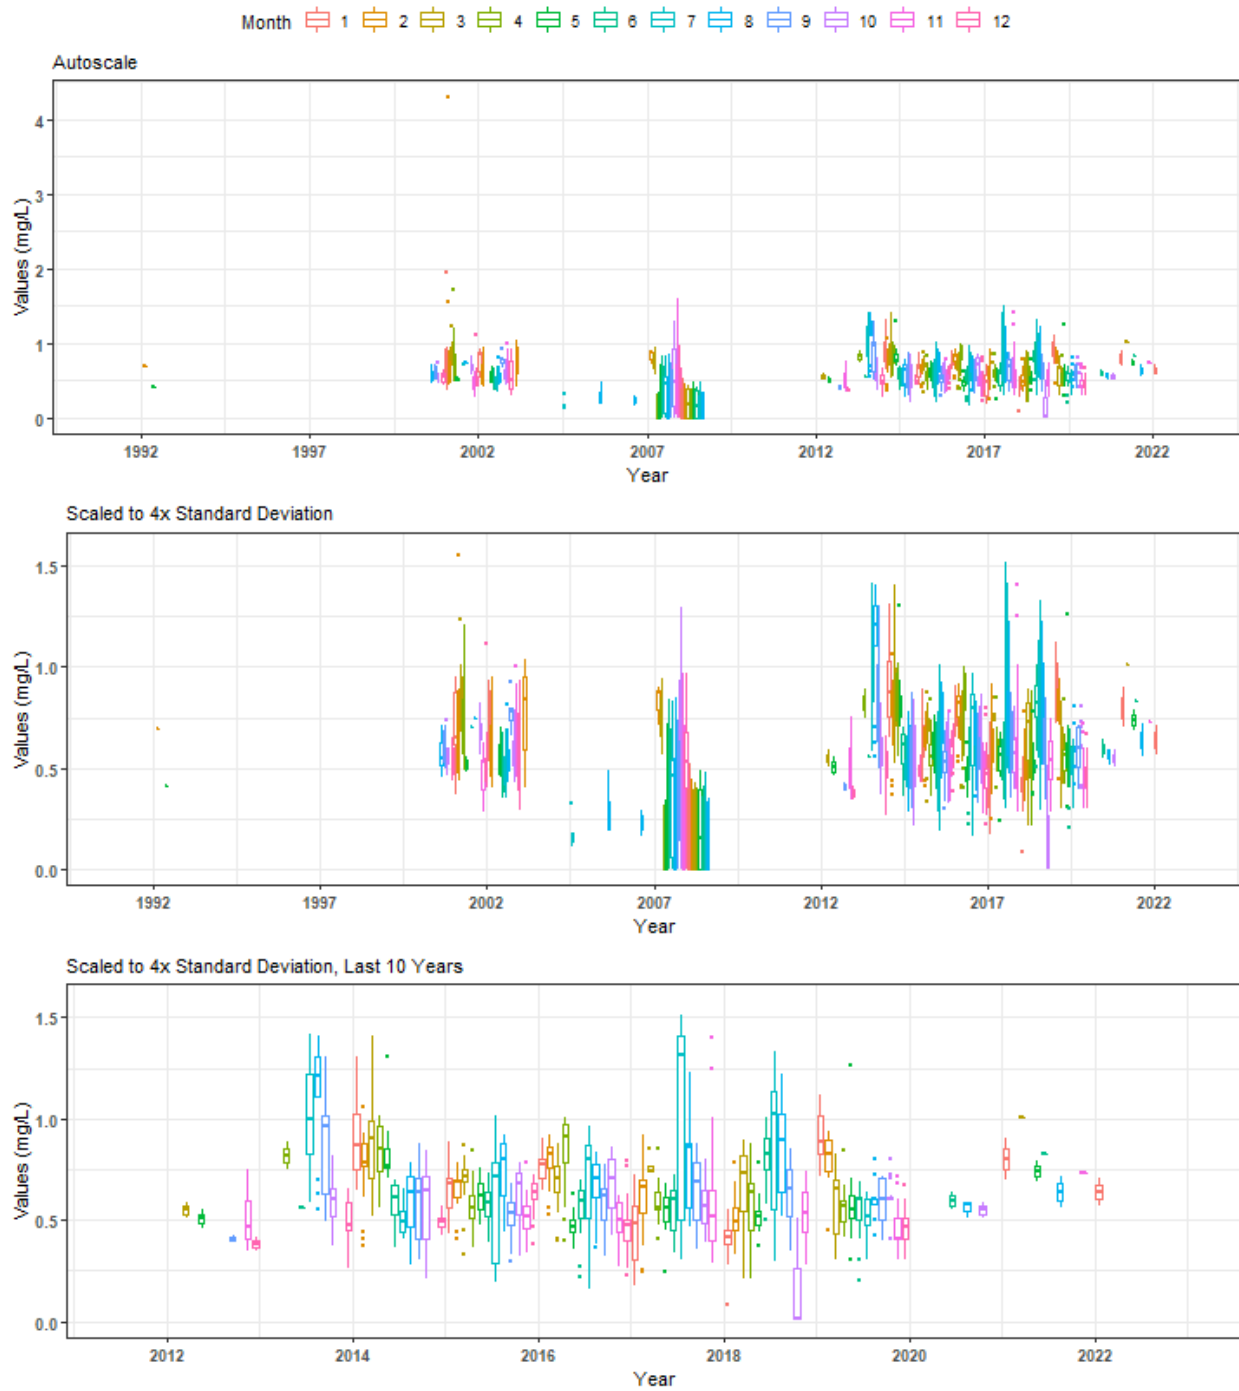 Month 1 2 3 4 5 6 7 8 9 10 11 12
Autoscale
4
3
2
1
0
Values (mg/L)
1992 1997 2002 2007 2012 2017 2022
Year
Scaled to 4x Standard Deviation
1.5
1.0
0.5
0.0
Values (mg/L)
1992 1997 2002 2007 2012 2017 2022
Year
Scaled to 4x Standard Deviation, Last 10 Years
1.5
1.0
0.5
0.0
Values (mg/L)
2012 2014 2016 2018 2020 2022
Year